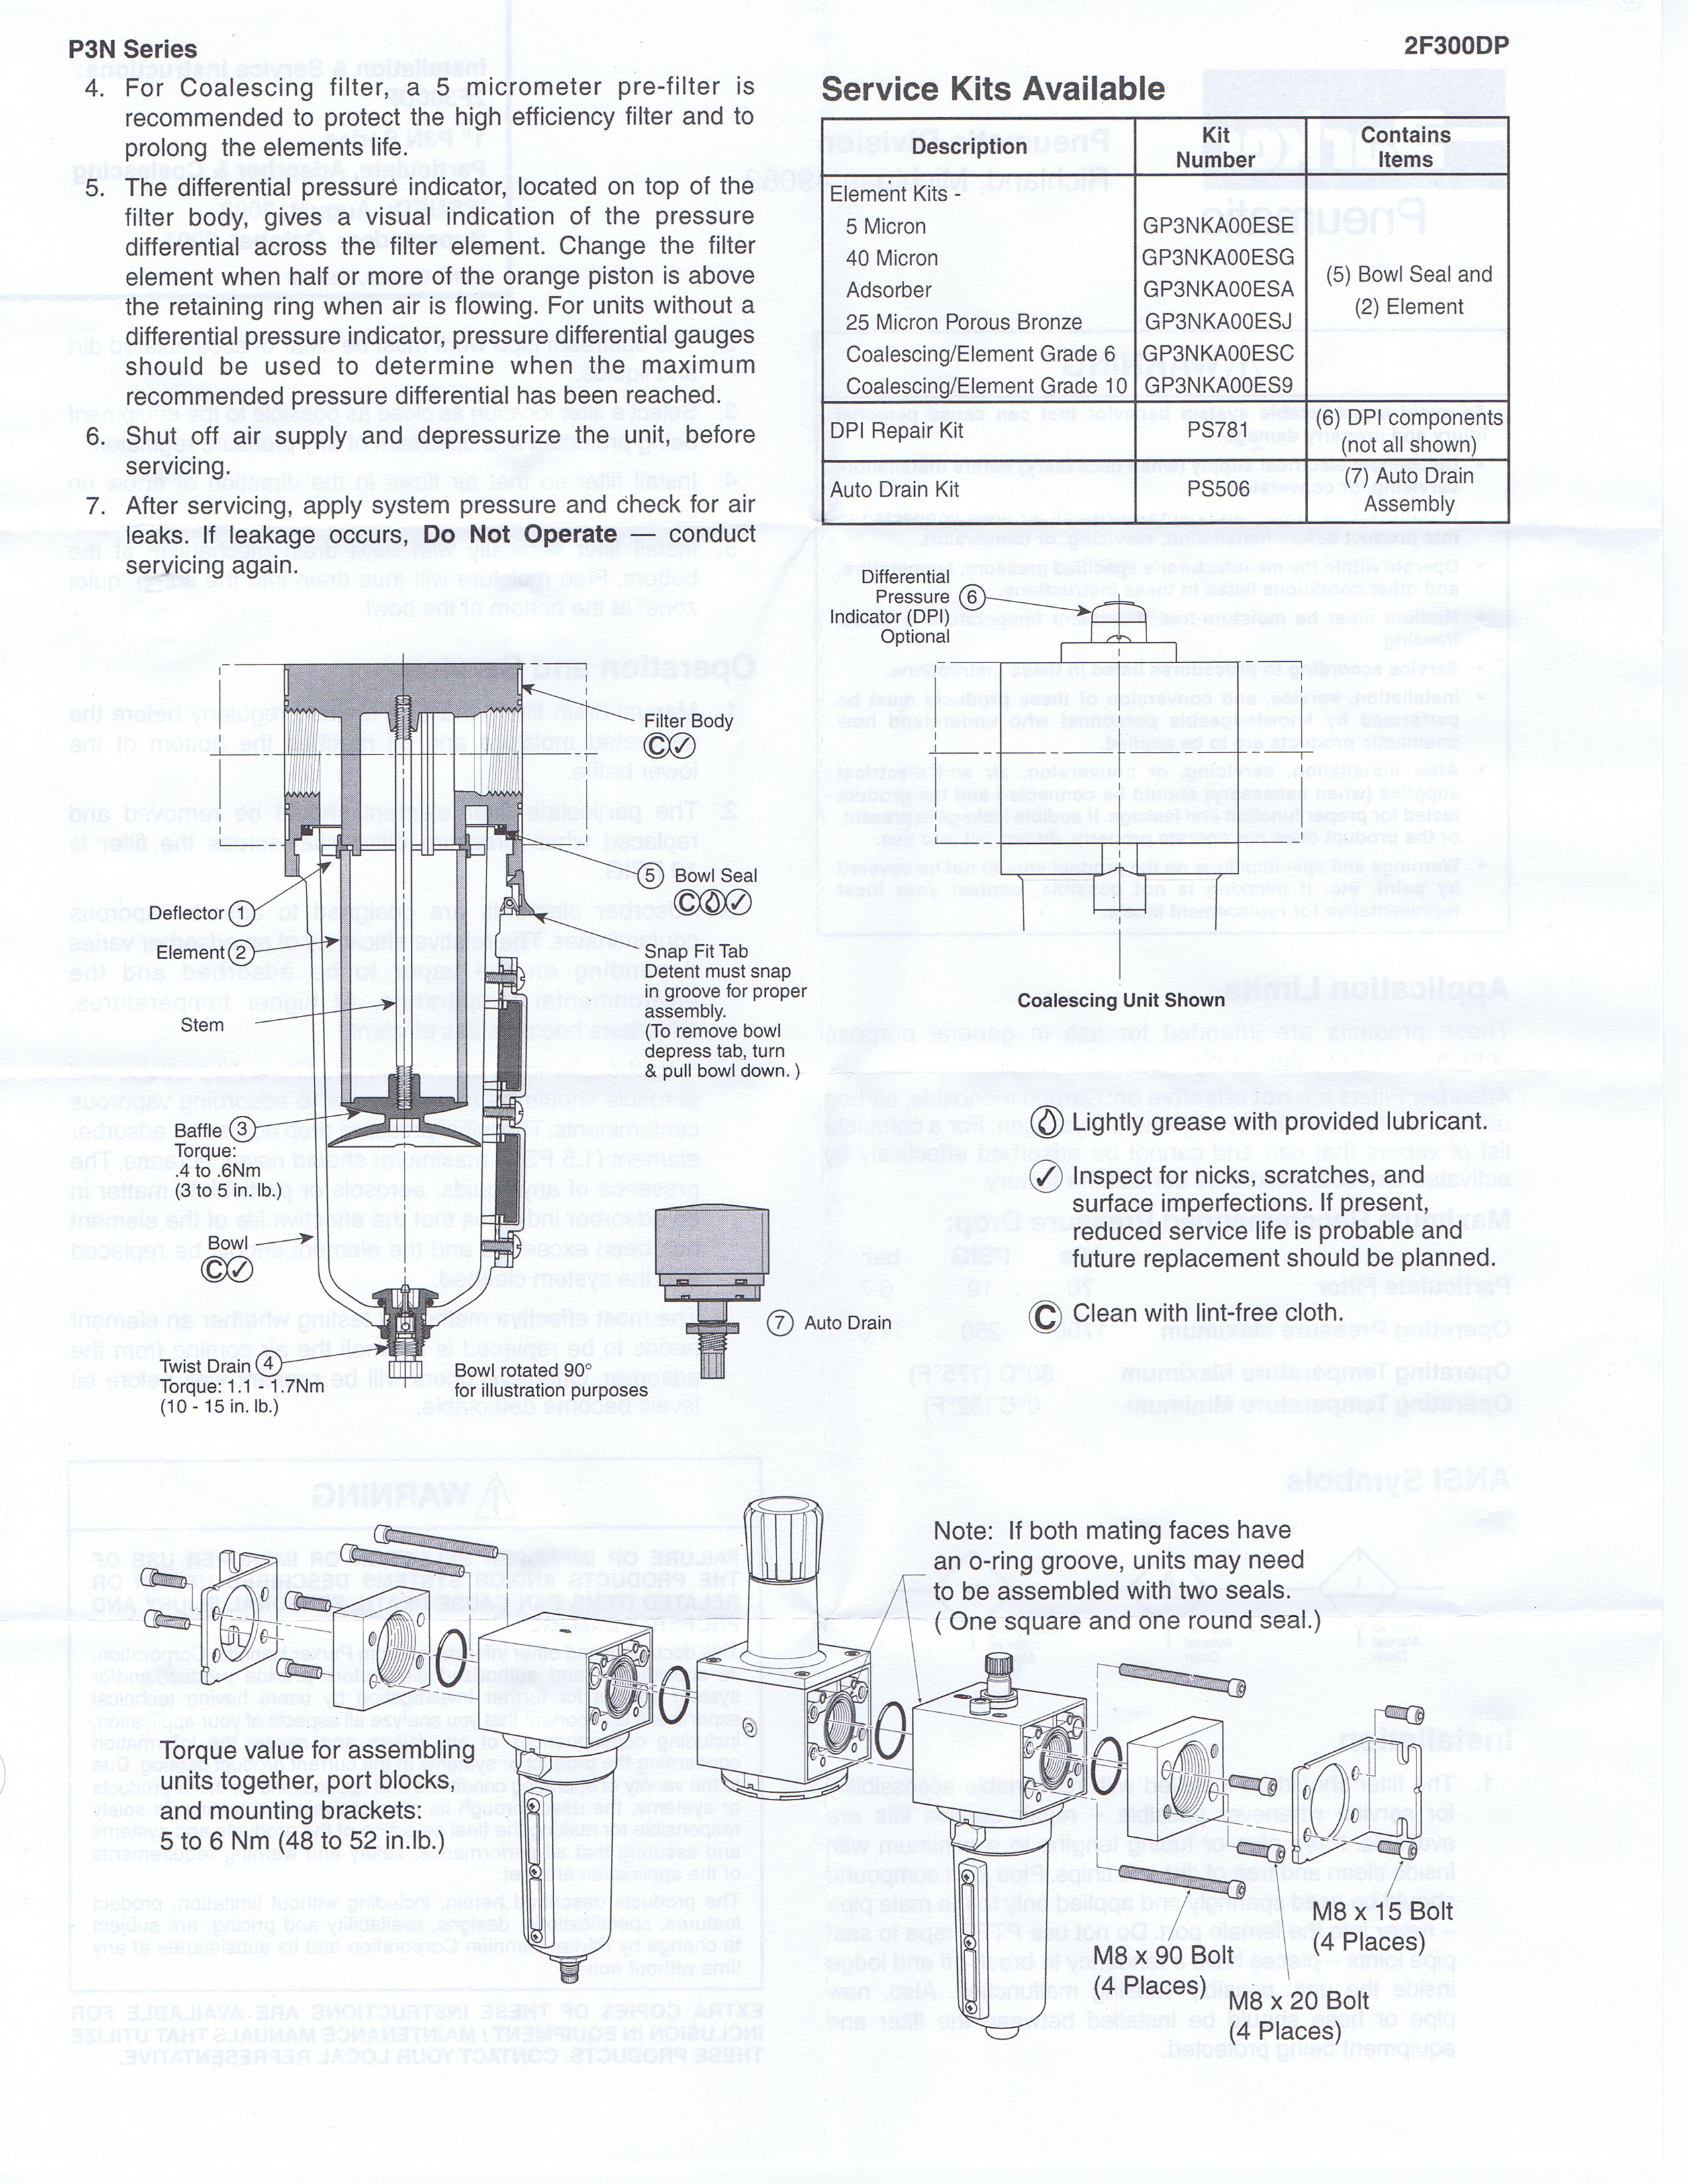 P3N Series
2F300DP
4. For Coalescing filter, a 5 micrometer pre-filter is
recommended to protect the high efficiency filter and to
prolong the elements life.
5. The differential pressure indicator, located on top of the
filter body, gives a visual indication of the pressure
differential across the filter element. Change the filter
element when half or more of the orange piston is above
the retaining ring when air is flowing. For units without a
differential pressure indicator, pressure differential gauges
should be used to determine when the maximum
recommended pressure differential has been reached.
6. Shut off air supply and depressurize the unit, before
servicing.
7. After servicing, apply system pressure and check for air
leaks. If leakage occurs, Do Not Operate — conduct
servicing again.
Service Kits Available
Description Kit Number Contains Items
Element Kits -
5 Micron GP3NKA00ESE
40 Micron GP3NKA00ESG
Adsorber GP3NKA00ESA
25 Micron Porous Bronze GP3NKA00ESJ
Coalescing/Element Grade 6 GP3NKA00ESC
Coalescing/Element Grade 10 GP3NKA00ES9
(5) Bowl Seal and
(2) Element
DPI Repair Kit PS781 (6) DPI components
(not all shown)
Auto Drain Kit PS506 (7) Auto Drain
Assembly
Differential
Pressure 6
Indicator (DPI)
Optional
Coalescing Unit Shown
Filter Body
C
5 Bowl Seal
C
Deflector 1
Element 2
Snap Fit Tab
Detent must snap
in groove for proper
assembly.
(To remove bowl
depress tab, turn
& pull bowl down. )
Stem
Baffle 3
Torque:
4 to .6Nm
(3 to 5 in. lb.)
Bowl
C
7 Auto Drain
Twist Drain 4
Torque: 1.1 - 1.7Nm
(10 - 15 in. lb.)
Bowl rotated 90°
for illustration purposes
Lightly grease with provided lubricant.
Inspect for nicks, scratches, and
surface imperfections. If present,
reduced service life is probable and
future replacement should be planned.
C Clean with lint-free cloth.
Note: If both mating faces have
an o-ring groove, units may need
to be assembled with two seals.
( One square and one round seal.)
Torque value for assembling
units together, port blocks,
and mounting brackets:
5 to 6 Nm (48 to 52 in.lb.)
M8 x 15 Bolt
(4 Places)
M8 x 90 Bolt
(4 Places)
M8 x 20 Bolt
(4 Places)